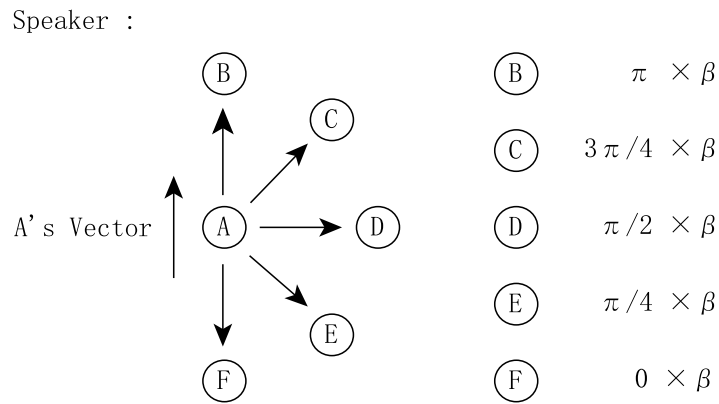 Speaker :
B
C
A's Vector
A
D
E
F
B π × β
C 3π/4 × β
D π/2 × β
E π/4 × β
F 0 × β